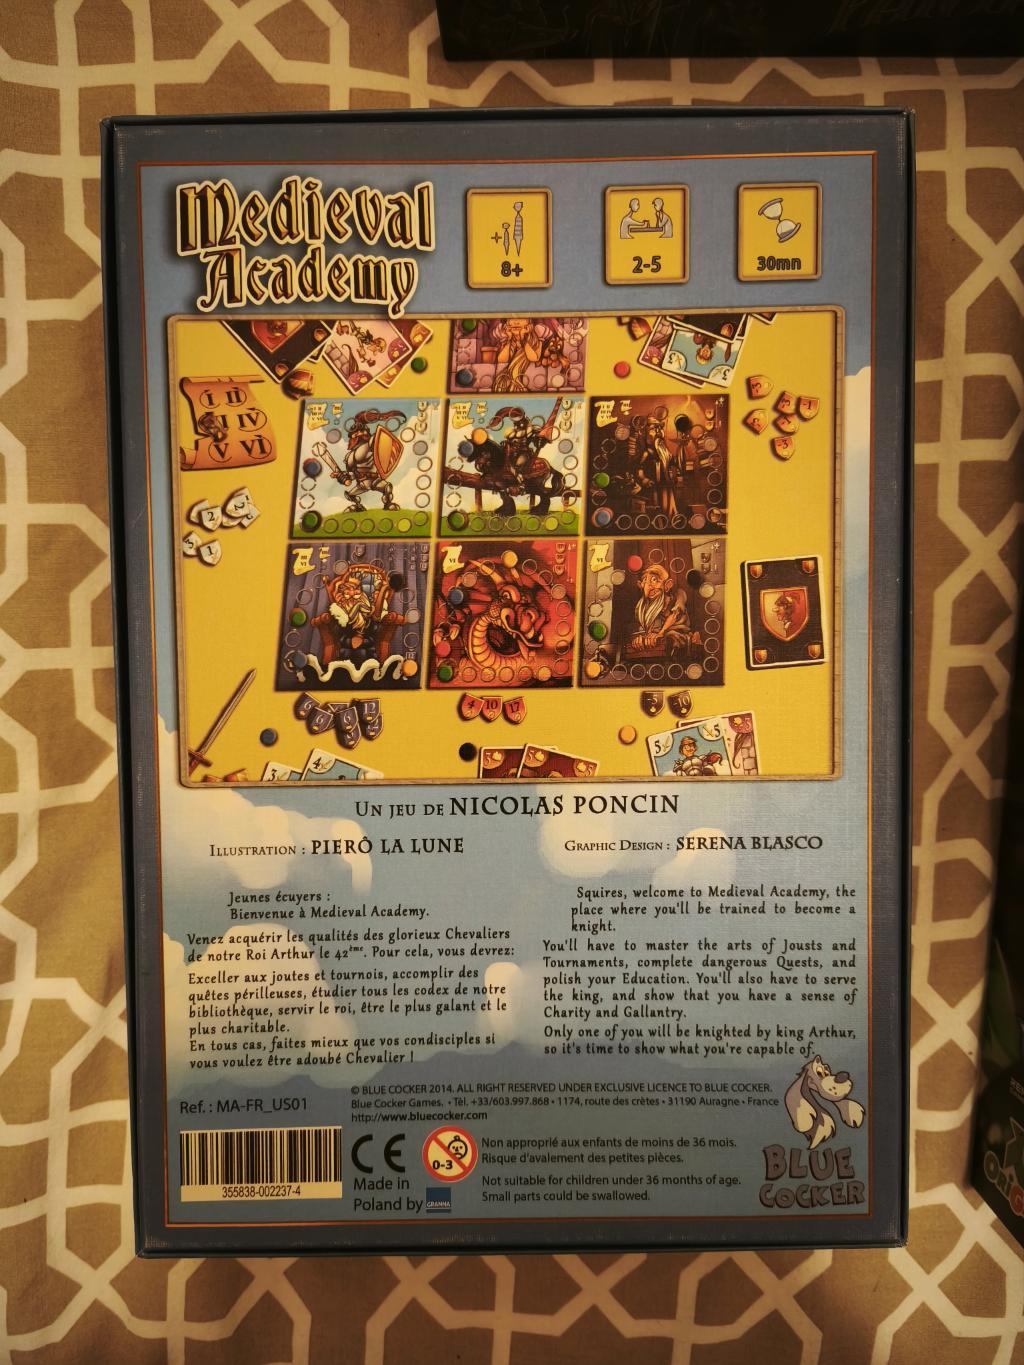 Medieval
Academy
8+
2-5
30mn
I II
IV
V VI
4 10 17
-5 -10
UN JEU DE NICOLAS PONCIN
ILLUSTRATION : PIERÔ LA LUNE
GRAPHIC DESIGN : SERENA BLASCO
Jeunes écuyers :
Bienvenue à Medieval Academy.
Venez acquérir les qualités des glorieux Chevaliers
de notre Roi Arthur le 42ème. Pour cela, vous devrez:
Exceller aux joutes et tournois, accomplir des
quêtes périlleuses, étudier tous les codex de notre
bibliothèque, servir le roi, être le plus galant et le
plus charitable.
En tous cas, faites mieux que vos condisciples si
vous voulez être adoubé Chevalier !
Squires, welcome to Medieval Academy, the
place where you'll be trained to become a
knight.
You'll have to master the arts of Jousts and
Tournaments, complete dangerous Quests, and
polish your Education. You'll also have to serve
the king, and show that you have a sense of
Charity and Gallantry.
Only one of you will be knighted by king Arthur,
so it's time to show what you're capable of.
Ref. : MA-FR_US01
© BLUE COCKER 2014. ALL RIGHT RESERVED UNDER EXCLUSIVE LICENCE TO BLUE COCKER.
Blue Cocker Games. • Tél. +33/603.997.868 • 1174, route des crêtes • 31190 Auragne • France
http://www.bluecocker.com
355838-002237-4
CE
0-3
Made in
Poland by GRANNA
Non approprié aux enfants de moins de 36 mois.
Risque d'avalement des petites pièces.
Not suitable for children under 36 months of age.
Small parts could be swallowed.
BLUE
COCKER